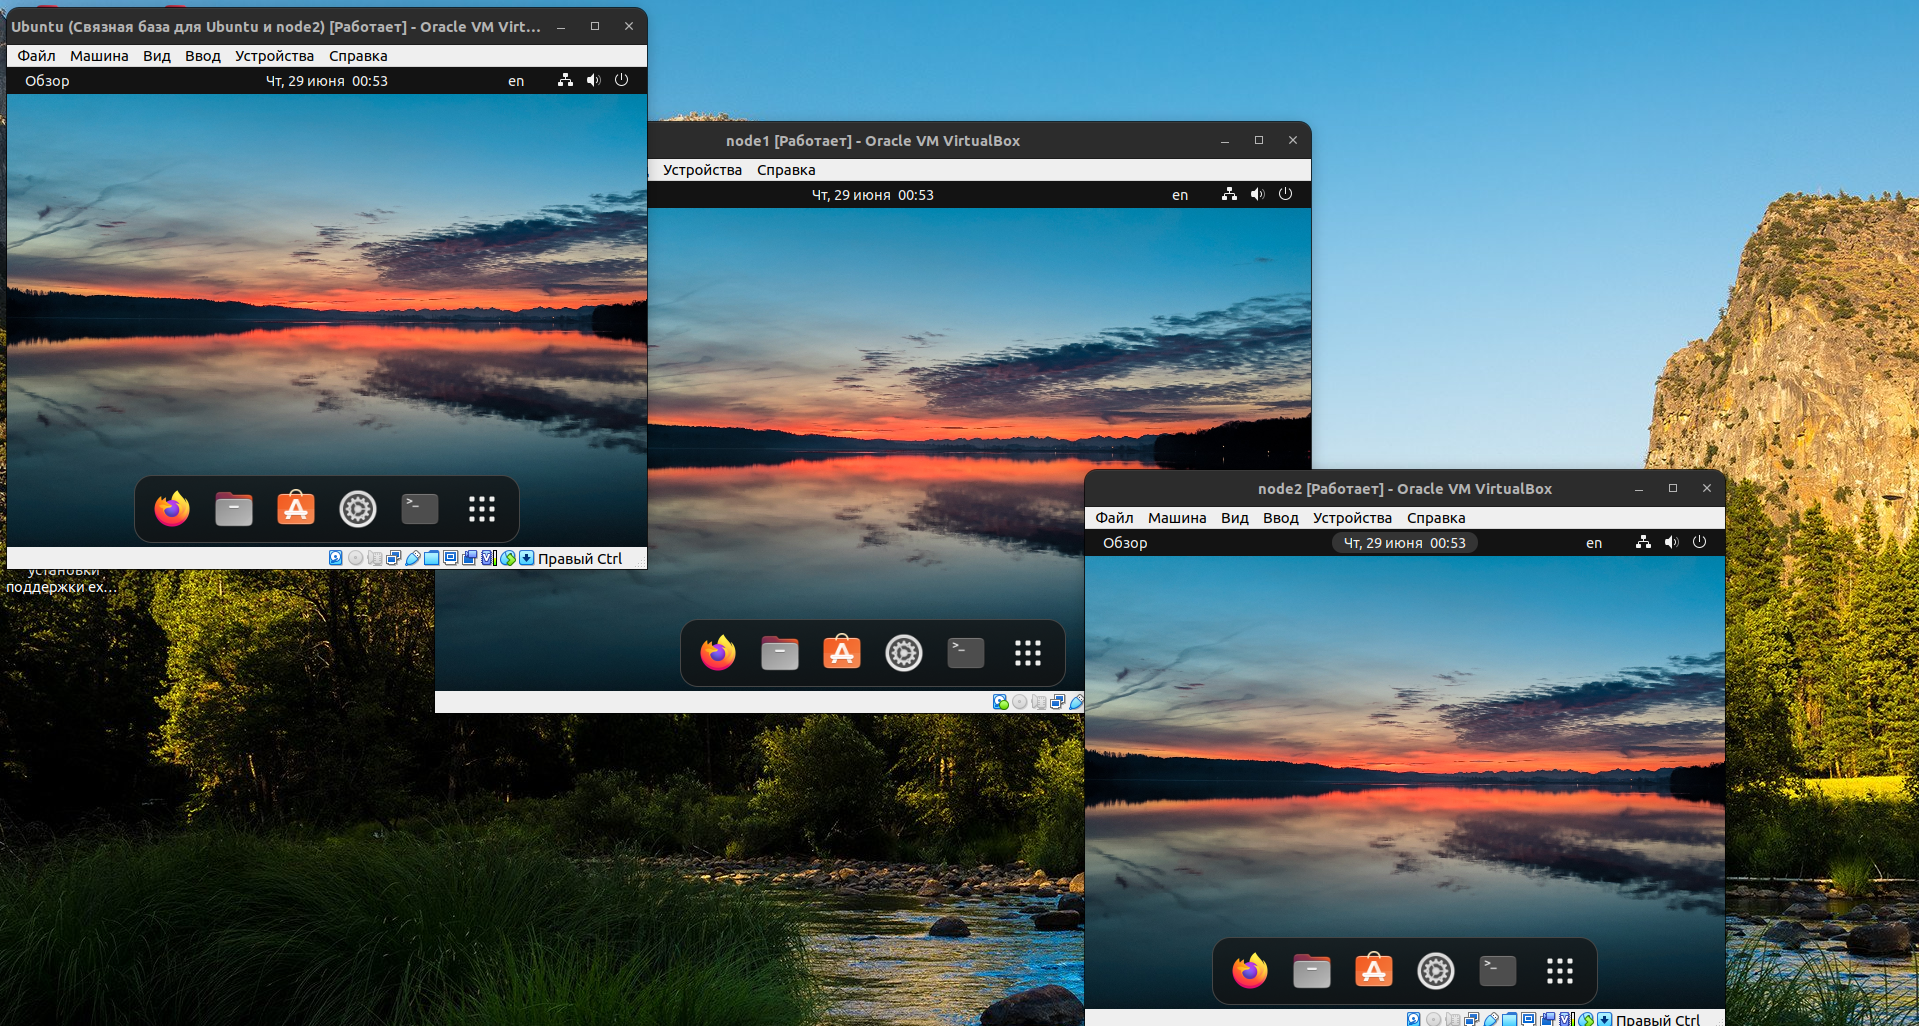 Ubuntu (Связная база для Ubuntu и node2) [Работает] - Oracle VM Virt...
Файл Машина Вид Ввод Устройства Справка
Обзор Чт, 29 июня 00:53 en
Правый Ctrl
установки
поддержки ex...
node1 [Работает] - Oracle VM VirtualBox
Устройства Справка
Чт, 29 июня 00:53 en
node2 [Работает] - Oracle VM VirtualBox
Файл Машина Вид Ввод Устройства Справка
Обзор Чт, 29 июня 00:53 en
Правый Ctrl